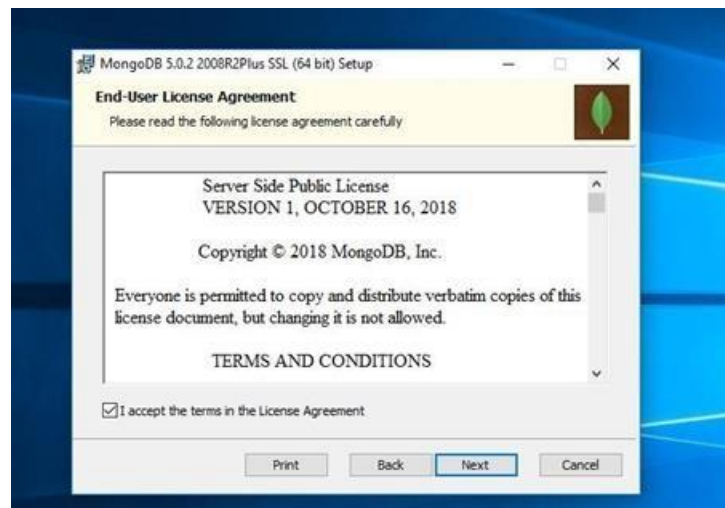 MongoDB 5.0.2 2008R2Plus SSL (64 bit) Setup
End-User License Agreement
Please read the following license agreement carefully
Server Side Public License
VERSION 1, OCTOBER 16, 2018
Copyright © 2018 MongoDB, Inc.
Everyone is permitted to copy and distribute verbatim copies of this
license document, but changing it is not allowed.
TERMS AND CONDITIONS
I accept the terms in the License Agreement
Print Back Next Cancel